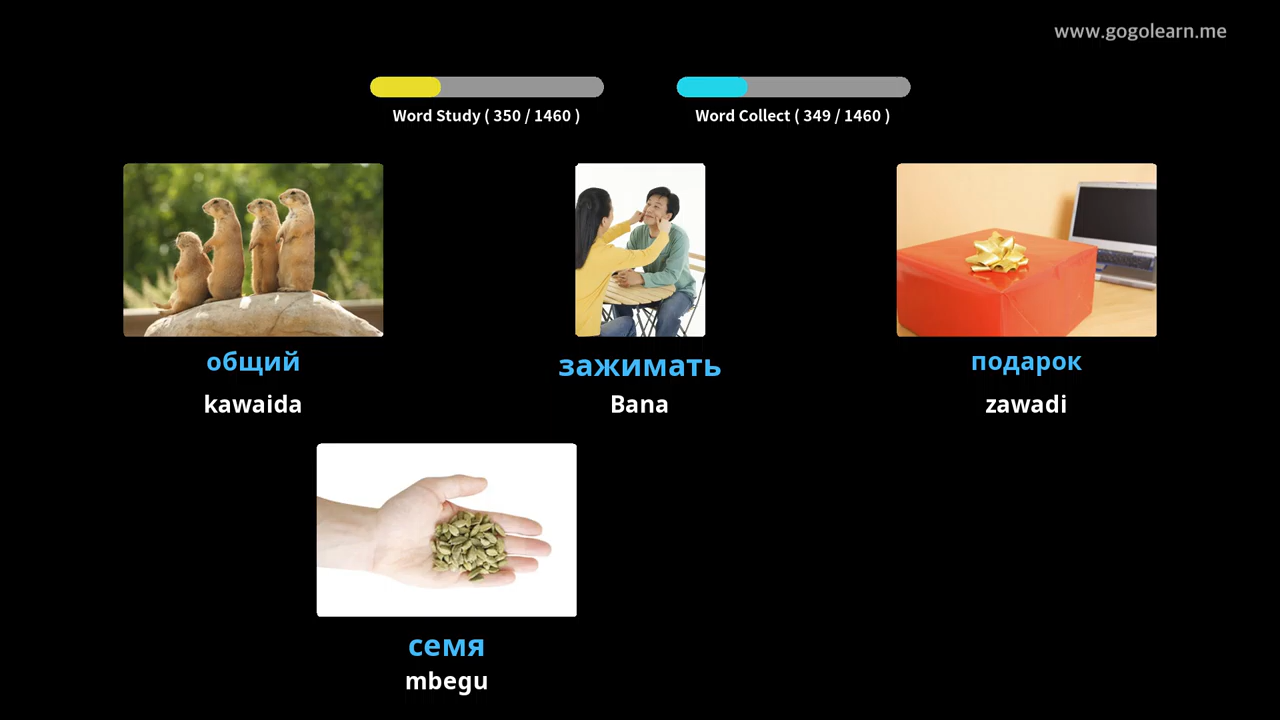 www.gogolearn.me
Word Study ( 350 / 1460 )
Word Collect ( 349 / 1460 )
общий
kawaida
зажимать
Bana
подарок
zawadi
семя
mbegu